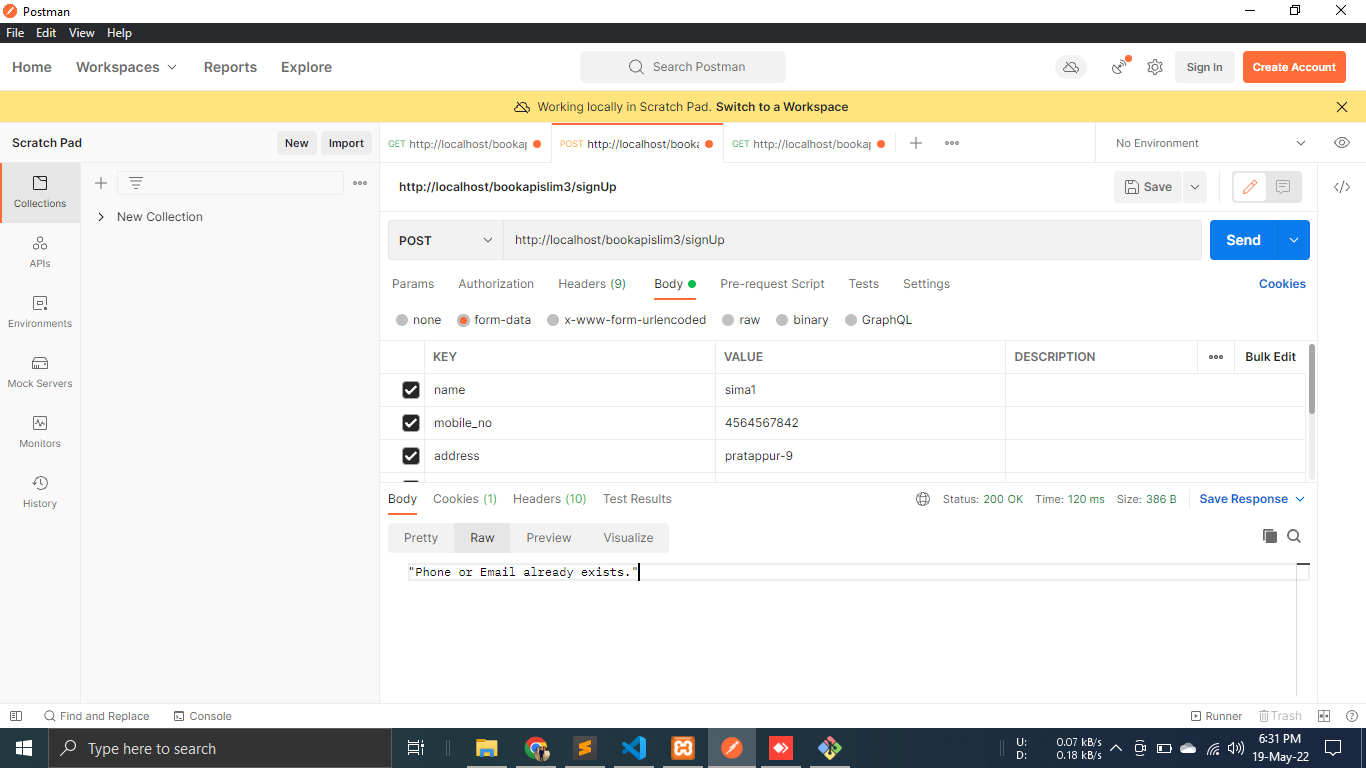 Postman
File Edit View Help
Home Workspaces Reports Explore Search Postman Sign In Create Account
Working locally in Scratch Pad. Switch to a Workspace
Scratch Pad New Import
GET http://localhost/bookap POST http://localhost/booka GET http://localhost/bookap No Environment
Collections
New Collection
APIs
Environments
Mock Servers
Monitors
History
http://localhost/bookapislim3/signUp Save
POST http://localhost/bookapislim3/signUp Send
Params Authorization Headers (9) Body Pre-request Script Tests Settings Cookies
none form-data x-www-form-urlencoded raw binary GraphQL
KEY VALUE DESCRIPTION Bulk Edit
name sima1
mobile_no 4564567842
address pratappur-9
Body Cookies (1) Headers (10) Test Results Status: 200 OK Time: 120 ms Size: 386 B Save Response
Pretty Raw Preview Visualize
"Phone or Email already exists."
Find and Replace Console Runner Trash
Type here to search
U: 0.07 kB/s
D: 0.18 kB/s
6:31 PM
19-May-22